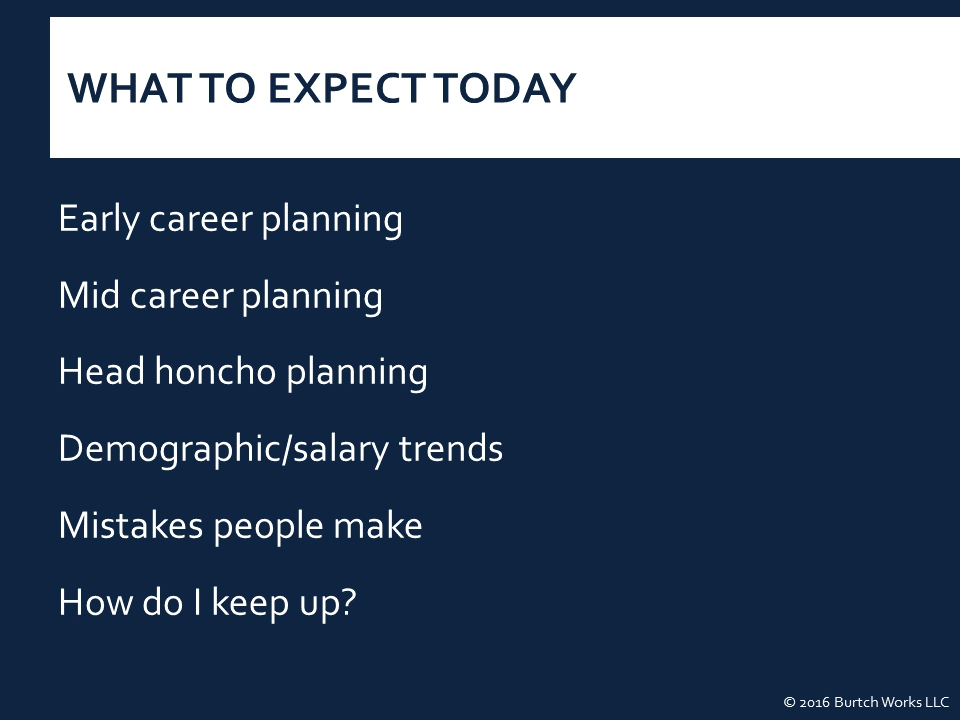 WHAT TO EXPECT TODAY
Early career planning
Mid career planning
Head honcho planning
Demographic/salary trends
Mistakes people make
How do I keep up?
© 2016 Burtch Works LLC